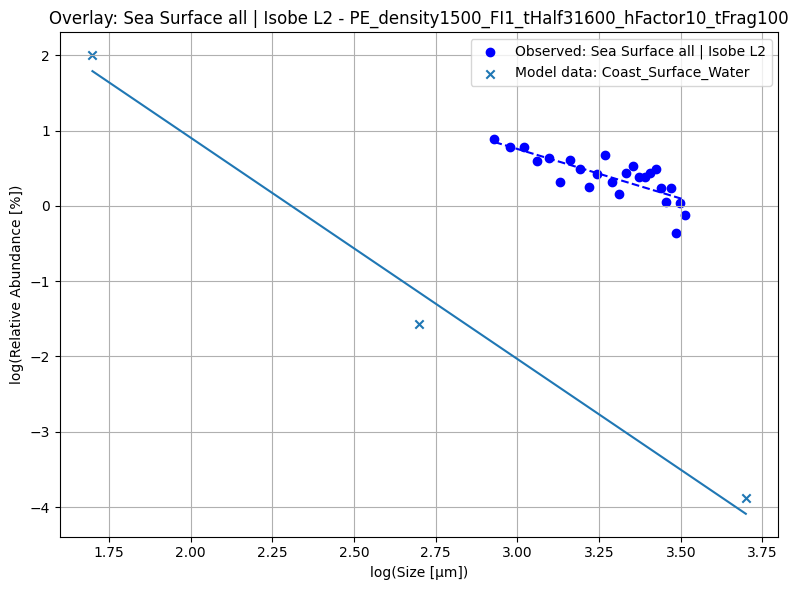 Overlay: Sea Surface all | Isobe L2 - PE_density1500_FI1_tHalf31600_hFactor10_tFrag100
Observed: Sea Surface all | Isobe L2
Model data: Coast_Surface_Water
log(Relative Abundance [%])
2
1
0
−1
−2
−3
−4
1.75 2.00 2.25 2.50 2.75 3.00 3.25 3.50 3.75
log(Size [µm])